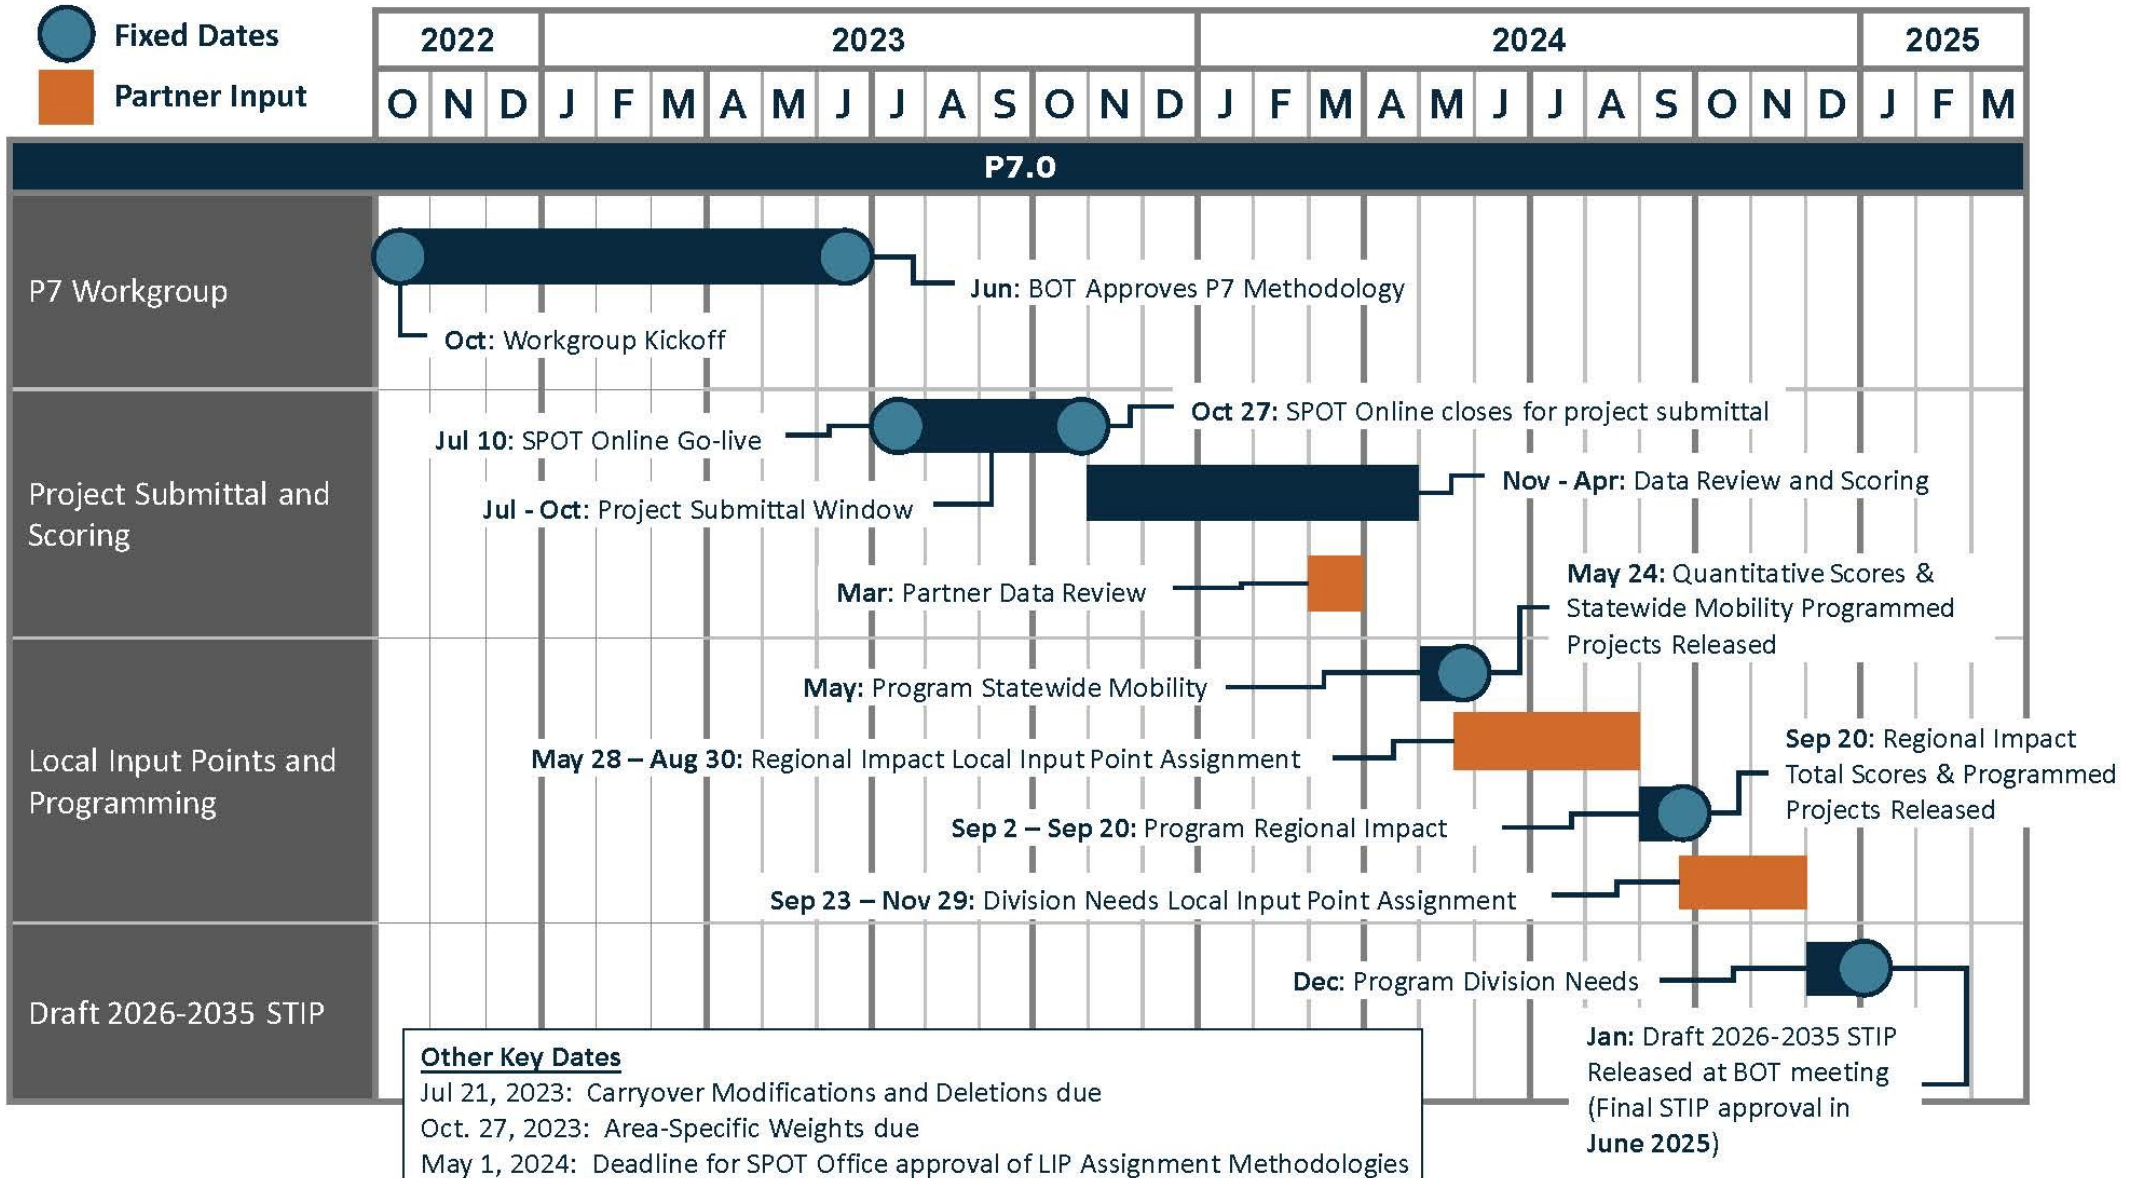 Fixed Dates
Partner Input
2022 2023 2024 2025
O N D J F M A M J J A S O N D J F M A M J J A S O N D J F M
P7.0
P7 Workgroup
Jun: BOT Approves P7 Methodology
Oct: Workgroup Kickoff
Project Submittal and
Scoring
Oct 27: SPOT Online closes for project submittal
Jul 10: SPOT Online Go-live
Nov - Apr: Data Review and Scoring
Jul - Oct: Project Submittal Window
Mar: Partner Data Review
Local Input Points and
Programming
May 24: Quantitative Scores &
Statewide Mobility Programmed
Projects Released
May: Program Statewide Mobility
May 28 – Aug 30: Regional Impact Local Input Point Assignment
Sep 20: Regional Impact
Total Scores & Programmed
Projects Released
Sep 2 – Sep 20: Program Regional Impact
Sep 23 – Nov 29: Division Needs Local Input Point Assignment
Draft 2026-2035 STIP
Dec: Program Division Needs
Jan: Draft 2026-2035 STIP
Released at BOT meeting
(Final STIP approval in
June 2025)
Other Key Dates
Jul 21, 2023: Carryover Modifications and Deletions due
Oct. 27, 2023: Area-Specific Weights due
May 1, 2024: Deadline for SPOT Office approval of LIP Assignment Methodologies